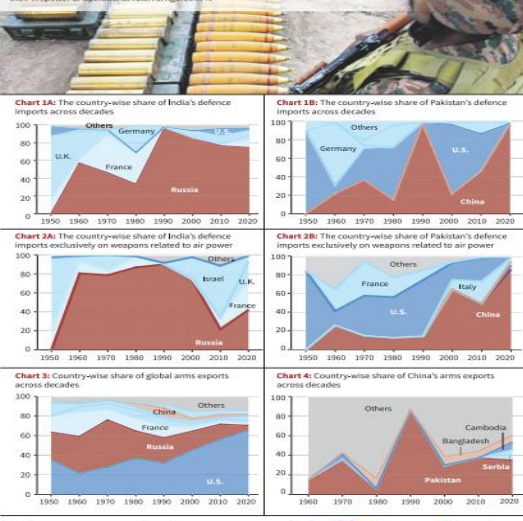 Chart 1A: The country-wise share of India's defence
imports across decades
100
80
60
40
20
0
Others
Germany
U.S.
U.K.
France
Russia
1950 1960 1970 1980 1990 2000 2010 2020
Chart 1B: The country-wise share of Pakistan's defence
imports across decades
100
80
60
40
20
0
Others
Germany
U.S.
China
1950 1960 1970 1980 1990 2000 2010 2020
Chart 2A: The country-wise share of India's defence
imports exclusively on weapons related to air power
100
80
60
40
20
0
Others
Israel
U.K.
France
Russia
1950 1960 1970 1980 1990 2000 2010 2020
Chart 2B: The country-wise share of Pakistan's defence
imports exclusively on weapons related to air power
100
80
60
40
20
0
Others
France
Italy
U.S.
China
1950 1960 1970 1980 1990 2000 2010 2020
Chart 3: Country-wise share of global arms exports
across decades
100
80
60
40
20
0
China
Others
France
Russia
U.S.
1950 1960 1970 1980 1990 2000 2010 2020
Chart 4: Country-wise share of China's arms exports
across decades
100
80
60
40
20
0
Others
Cambodia
Bangladesh
Serbia
Pakistan
1960 1970 1980 1990 2000 2010 2020